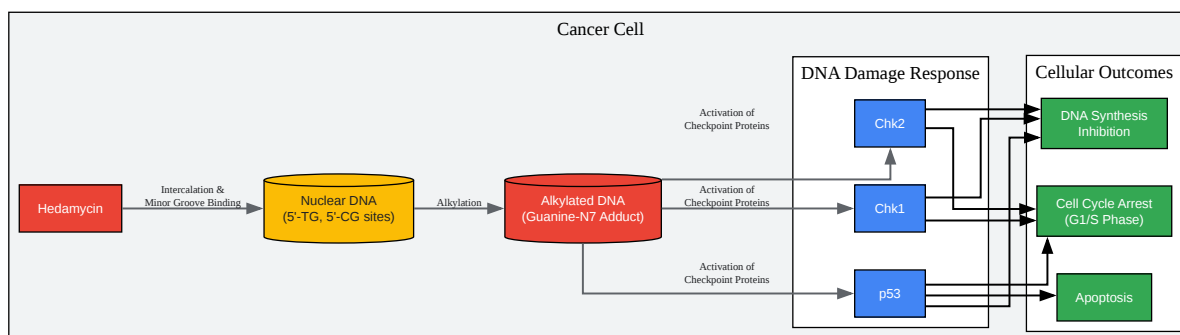 Cancer Cell
DNA Damage Response
Cellular Outcomes
Activation of
Checkpoint Proteins
Chk2
DNA Synthesis
Inhibition
Hedamycin
Intercalation &
Minor Groove Binding
Nuclear DNA
(5'-TG, 5'-CG sites)
Alkylation
Alkylated DNA
(Guanine-N7 Adduct)
Activation of
Checkpoint Proteins
Chk1
Cell Cycle Arrest
(G1/S Phase)
Activation of
Checkpoint Proteins
p53
Apoptosis